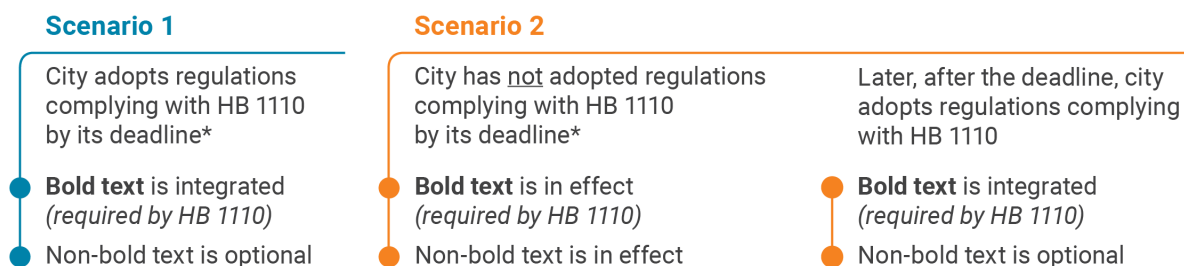 Scenario 1
City adopts regulations
complying with HB 1110
by its deadline*
Bold text is integrated
(required by HB 1110)
Non-bold text is optional
Scenario 2
City has not adopted regulations
complying with HB 1110
by its deadline*
Bold text is in effect
(required by HB 1110)
Non-bold text is in effect
Later, after the deadline, city
adopts regulations complying
with HB 1110
Bold text is integrated
(required by HB 1110)
Non-bold text is optional